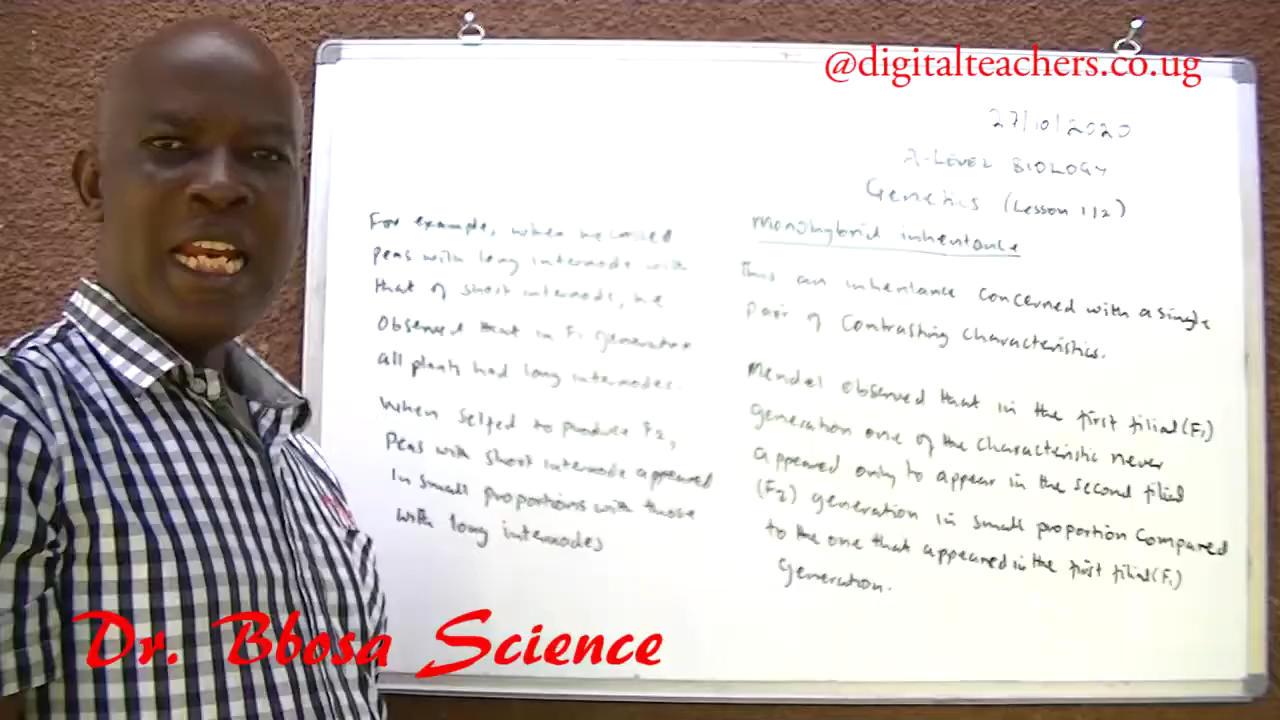 @digitalteachers.co.ug
27/10/2020
A-LEVEL BIOLOGY
Genetics (Lesson 1/2)
Monohybrid inheritance
This an inheritance concerned with a single
pair of contrasting characteristics.
Mendel observed that in the first filial (F1)
generation one of the characteristic never
appeared only to appear in the second filial
(F2) generation in small proportion compared
to the one that appeared in the first filial (F1)
generation.
For example, when he crossed
peas with long internode with
that of short internode, he
observed that in F1 generation
all plants had long internodes.
When selfed to produce F2,
Peas with short internode appeared
in small proportions with those
with long internodes
Dr. Bbosa Science